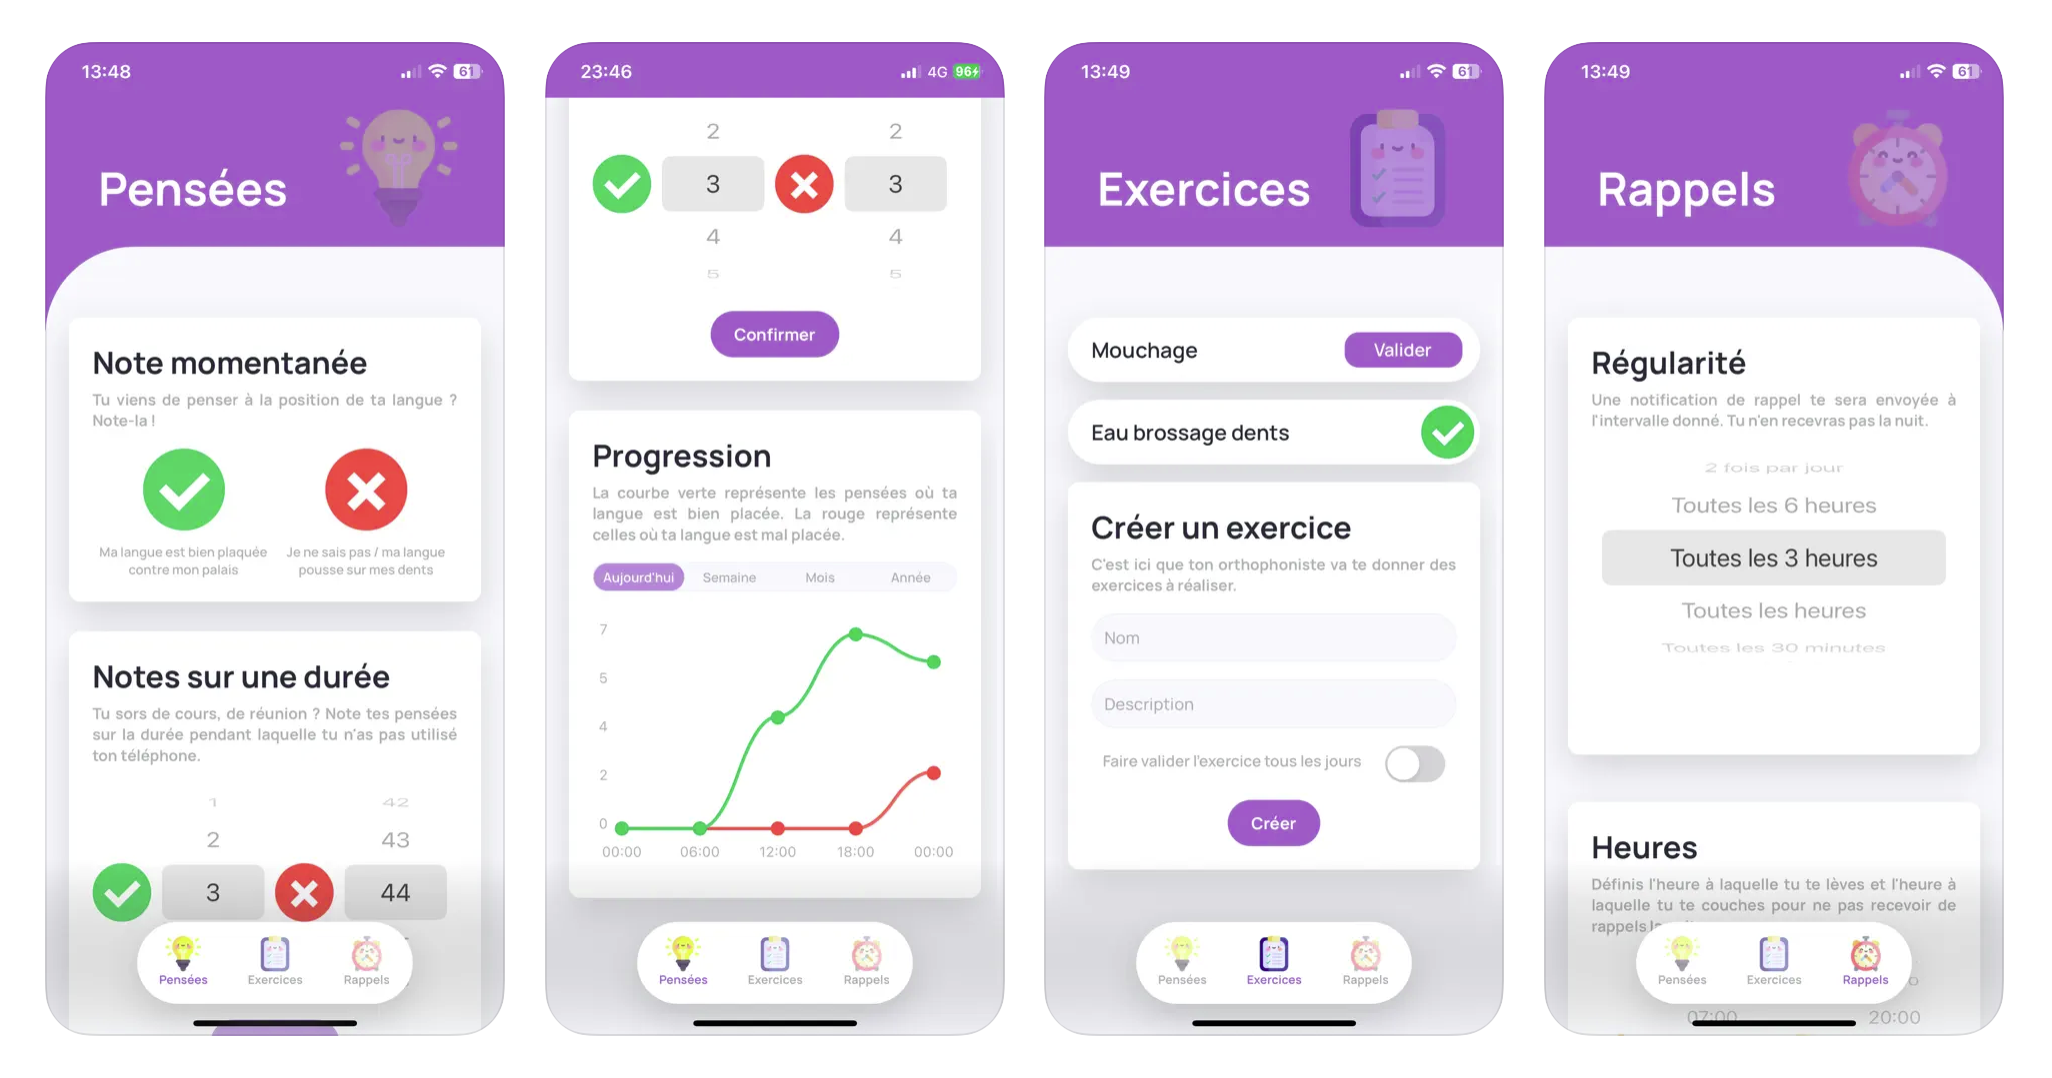 13:48
61
Pensées
Note momentanée
Tu viens de penser à la position de ta langue ?
Note-la !
Ma langue est bien plaquée
contre mon palais
Je ne sais pas / ma langue
pousse sur mes dents
Notes sur une durée
Tu sors de cours, de réunion ? Note tes pensées
sur la durée pendant laquelle tu n'as pas utilisé
ton téléphone.
1 42
2 43
3 44
Pensées Exercices Rappels
23:46
4G 96
2 2
3 3
4 4
5 5
Confirmer
Progression
La courbe verte représente les pensées où ta
langue est bien placée. La rouge représente
celles où ta langue est mal placée.
Aujourd'hui Semaine Mois Année
7
5
4
2
0
00:00 06:00 12:00 18:00 00:00
Pensées Exercices Rappels
13:49
61
Exercices
Mouchage Valider
Eau brossage dents
Créer un exercice
C'est ici que ton orthophoniste va te donner des
exercices à réaliser.
Nom
Description
Faire valider l'exercice tous les jours
Créer
Pensées Exercices Rappels
13:49
61
Rappels
Régularité
Une notification de rappel te sera envoyée à
l'intervalle donné. Tu n'en recevras pas la nuit.
2 fois par jour
Toutes les 6 heures
Toutes les 3 heures
Toutes les heures
Toutes les 30 minutes
Heures
Définis l'heure à laquelle tu te lèves et l'heure à
laquelle tu te couches pour ne pas recevoir de
rappels
Pensées Exercices Rappels
07:00 20:00